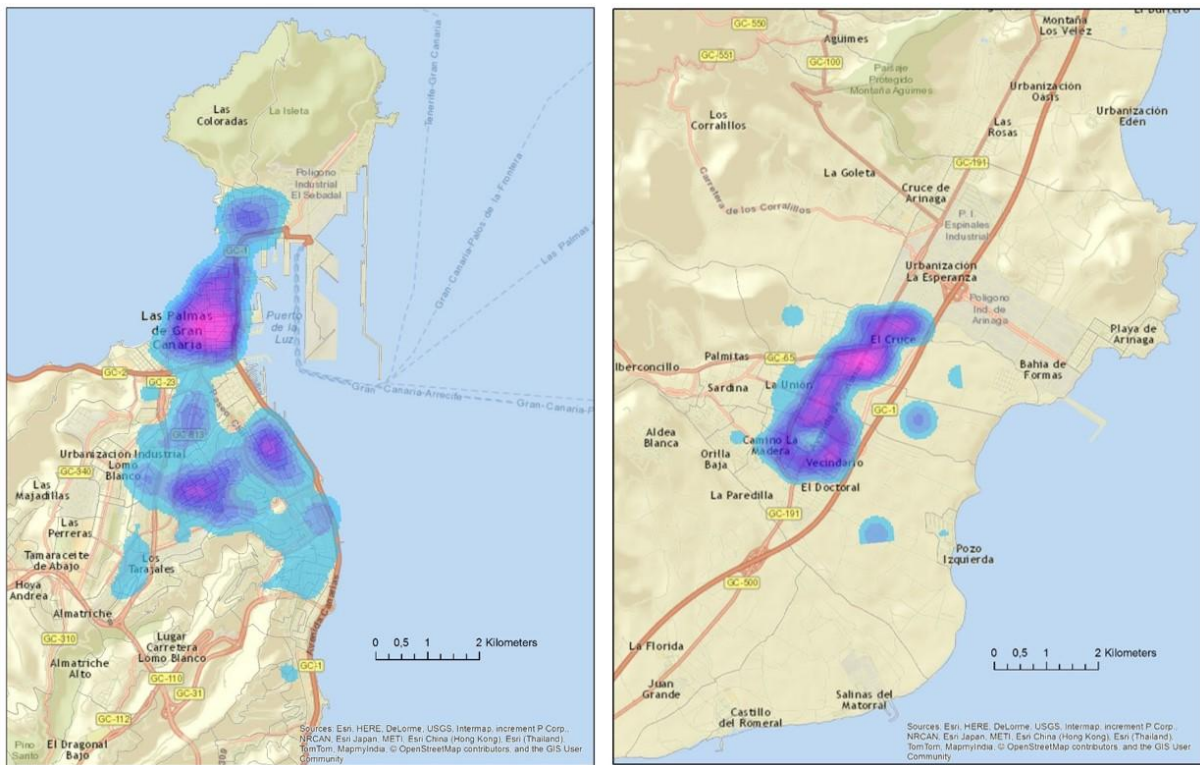 Las
Coloradas
La Isleta
Tenerife-Gran Canaria
Poligono
Industrial
El Sebadal
Gran-Canaria-Palos de la Frontera
Las Palmas
GC-1
Las Palmas
de Gran
Canaria
Puerto
de la
Luz
GC-2
GC-23
Gran-Canaria-Arrecife
Gran-Canaria-P
Urbanización Industrial
Lomo
Blanco
GC-340
Las
Majadillas
Las
Perreras
Tamaraceite
de Abajo
Los
Tarajales
Hoya
Andrea
Almatriche
GC-310
Lugar
Carretera
Lomo Blanco
Almatriche
Alto
GC-110
GC-31
GC-1
GC-112
Pino
Santo
El Dragonal
Bajo
0 0,5 1 2 Kilometers
Sources: Esri, HERE, DeLorme, USGS, Intermap, increment P Corp.,
NRCAN, Esri Japan, METI, Esri China (Hong Kong), Esri (Thailand),
TomTom, MapmyIndia, © OpenStreetMap contributors, and the GIS User
Community
GC-550
Montaña
Los Velez
GC-551
Agüimes
GC-100
Paisaje
Protegido
Montaña Agüimes
Urbanización
Oasis
Urbanización
Edén
Los
Corralillos
Las
Rosas
GC-191
La Goleta
Cruce de
Arinaga
Carretera de los Corralillos
P. I.
Espinales
Industrial
Urbanización
La Esperanza
Poligono
Ind. de
Arinaga
Playa de
Arinaga
El Cruce
Palmitas
GC-65
Iberconcillo
Bahía de
Formas
Sardina
La Unión
GC-1
Aldea
Blanca
Camino La
Madera
Orilla
Baja
Vecindario
El Doctoral
La Paredilla
GC-191
Pozo
Izquierda
GC-500
La Florida
Juan
Grande
Salinas del
Matorral
Castillo
del Romeral
0 0,5 1 2 Kilometers
Sources: Esri, HERE, DeLorme, USGS, Intermap, increment P Corp.,
NRCAN, Esri Japan, METI, Esri China (Hong Kong), Esri (Thailand),
TomTom, MapmyIndia, © OpenStreetMap contributors, and the GIS User
Community